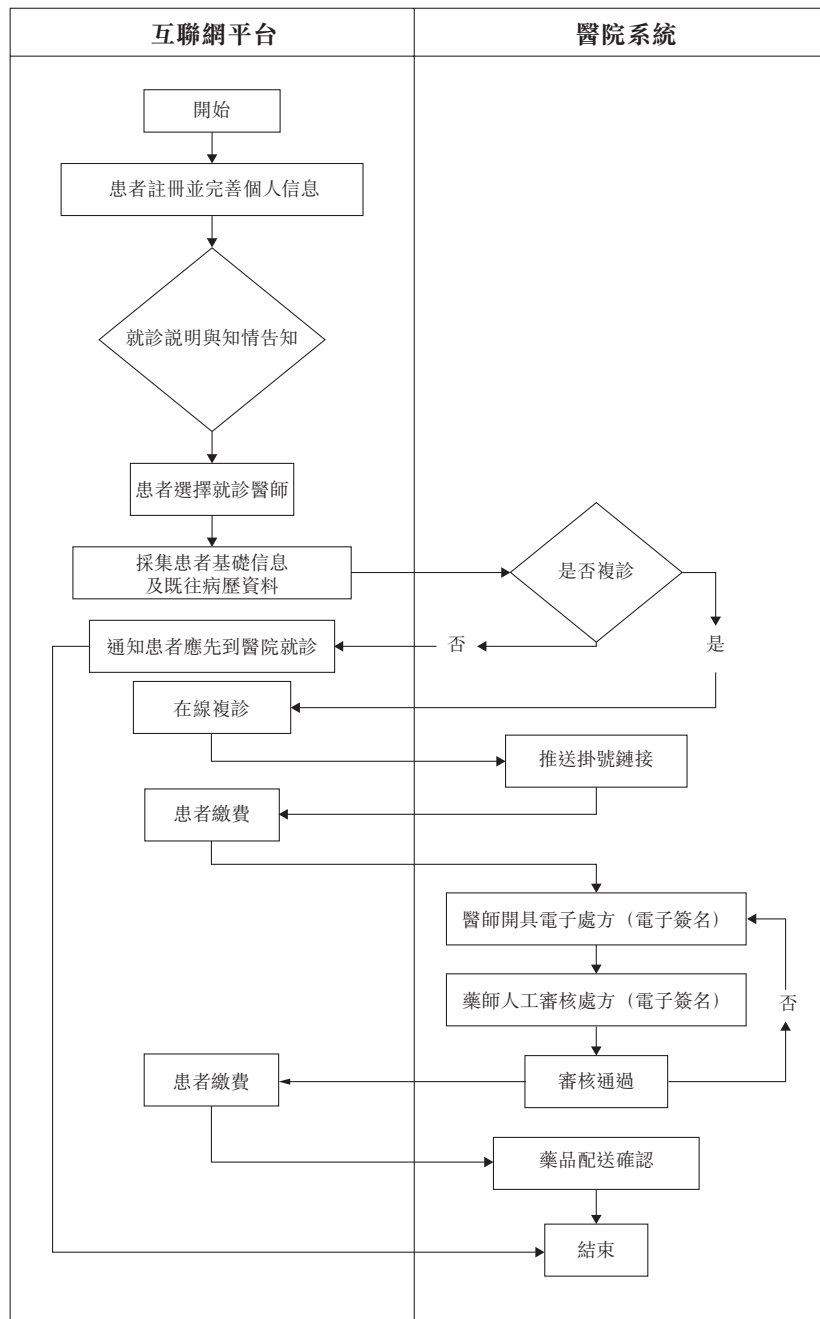 互聯網平台
醫院系統
開始
患者註冊並完善個人信息
就診説明與知情告知
患者選擇就診醫師
採集患者基礎信息
及既往病歷資料
是否複診
通知患者應先到醫院就診
否
是
在線複診
推送掛號鏈接
患者繳費
醫師開具電子處方（電子簽名）
藥師人工審核處方（電子簽名）
否
患者繳費
審核通過
藥品配送確認
結束